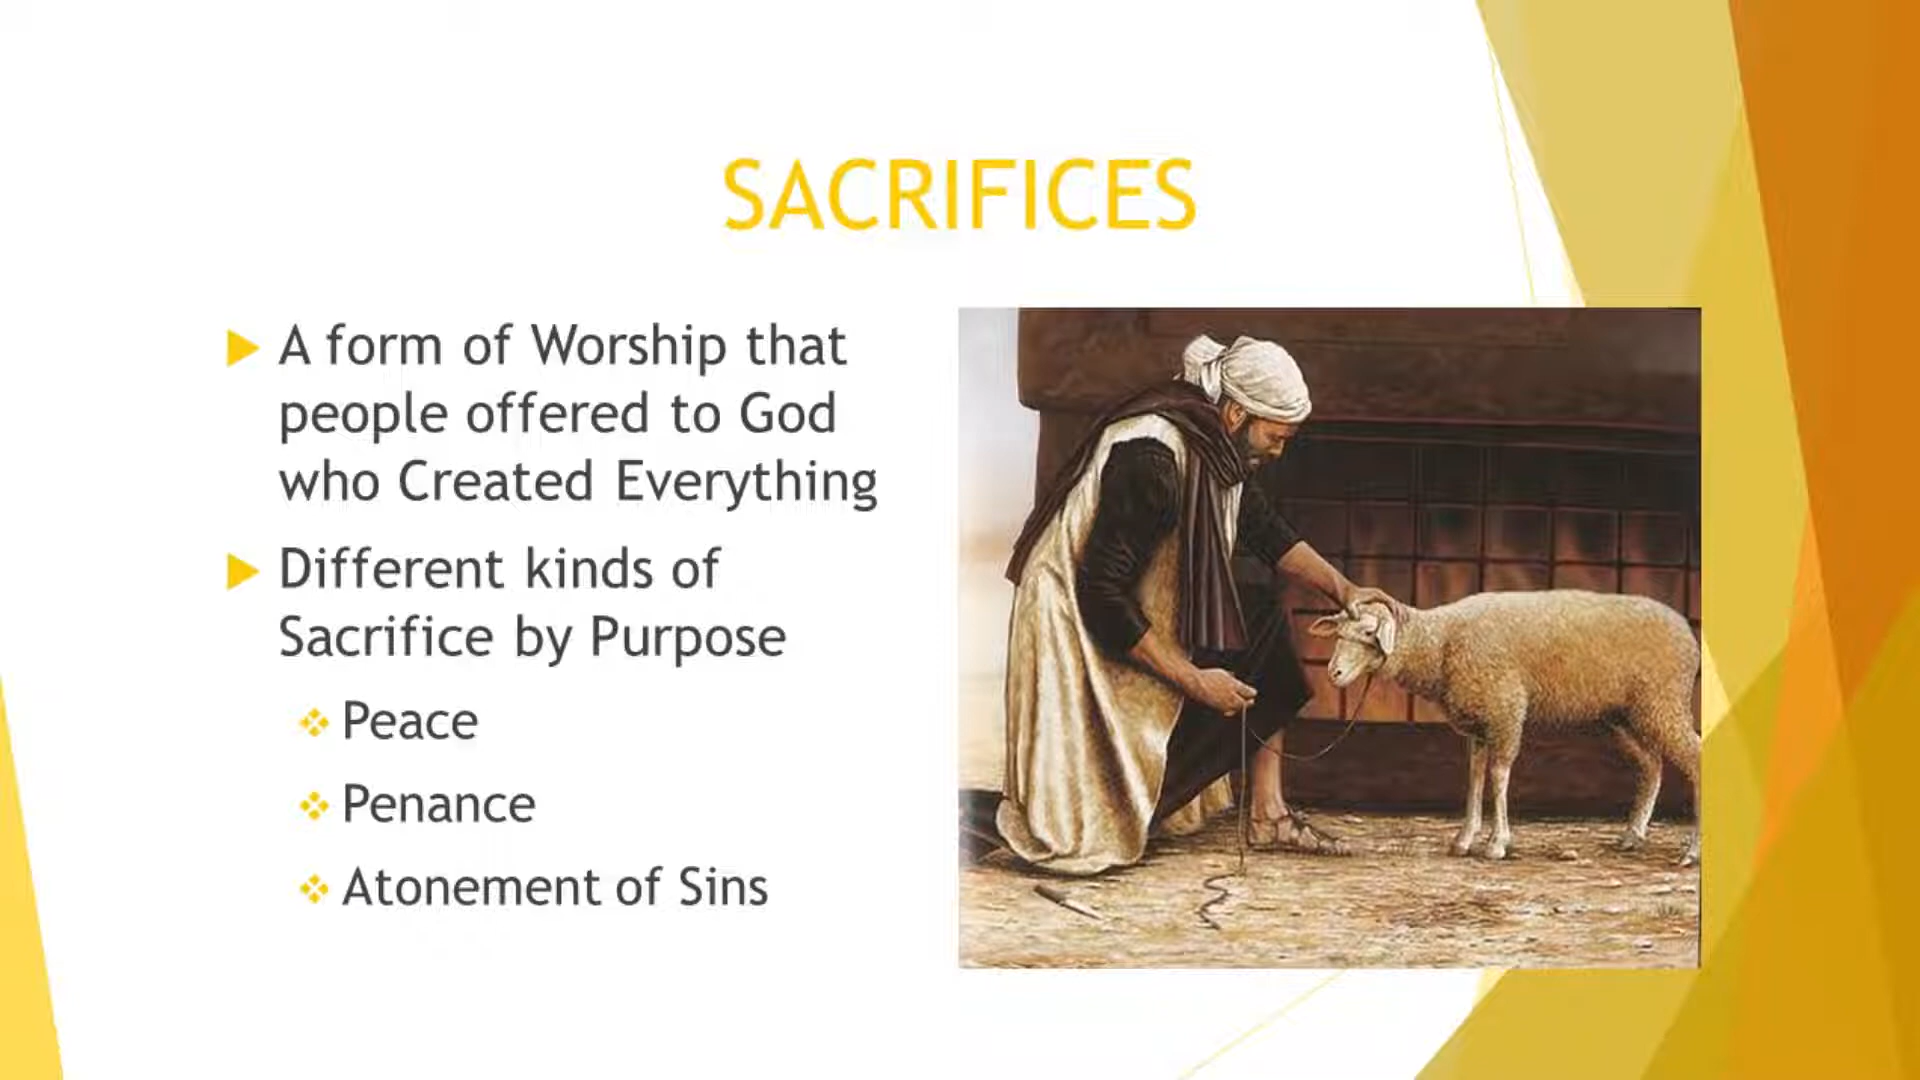 SACRIFICES
A form of Worship that
people offered to God
who Created Everything
Different kinds of
Sacrifice by Purpose
Peace
Penance
Atonement of Sins